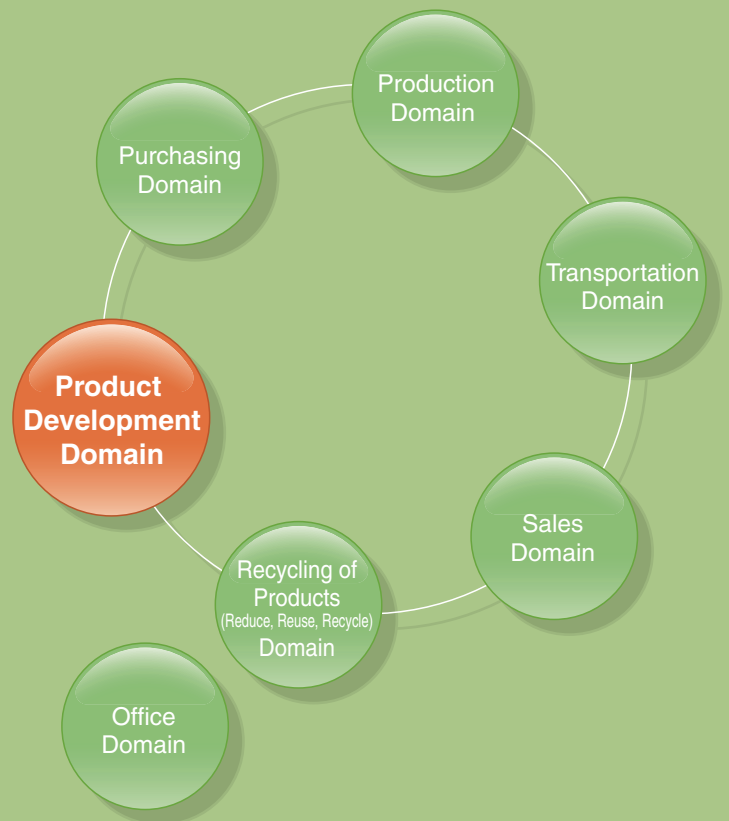 Production
Domain
Purchasing
Domain
Transportation
Domain
Product
Development
Domain
Sales
Domain
Recycling of
Products
(Reduce, Reuse, Recycle)
Domain
Office
Domain